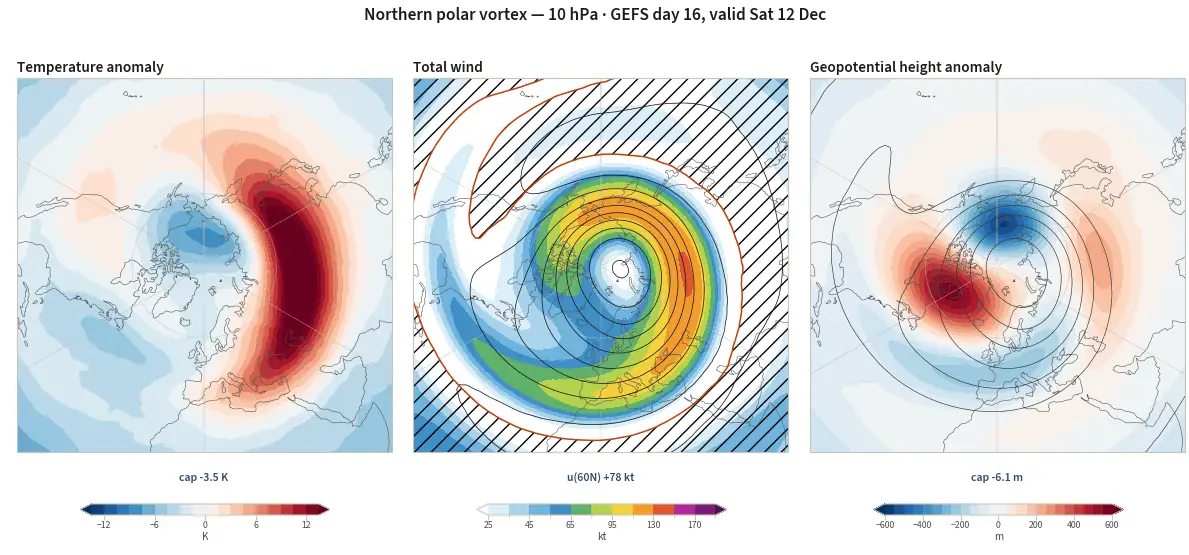 Northern polar vortex — 10 hPa · GEFS day 16, valid Sat 12 Dec
Temperature anomaly
Total wind
Geopotential height anomaly
cap -3.5 K
u(60N) +78 kt
cap -6.1 m
−12 −6 0 6 12
K
25 45 65 95 130 170
kt
−600 −400 −200 0 200 400 600
m